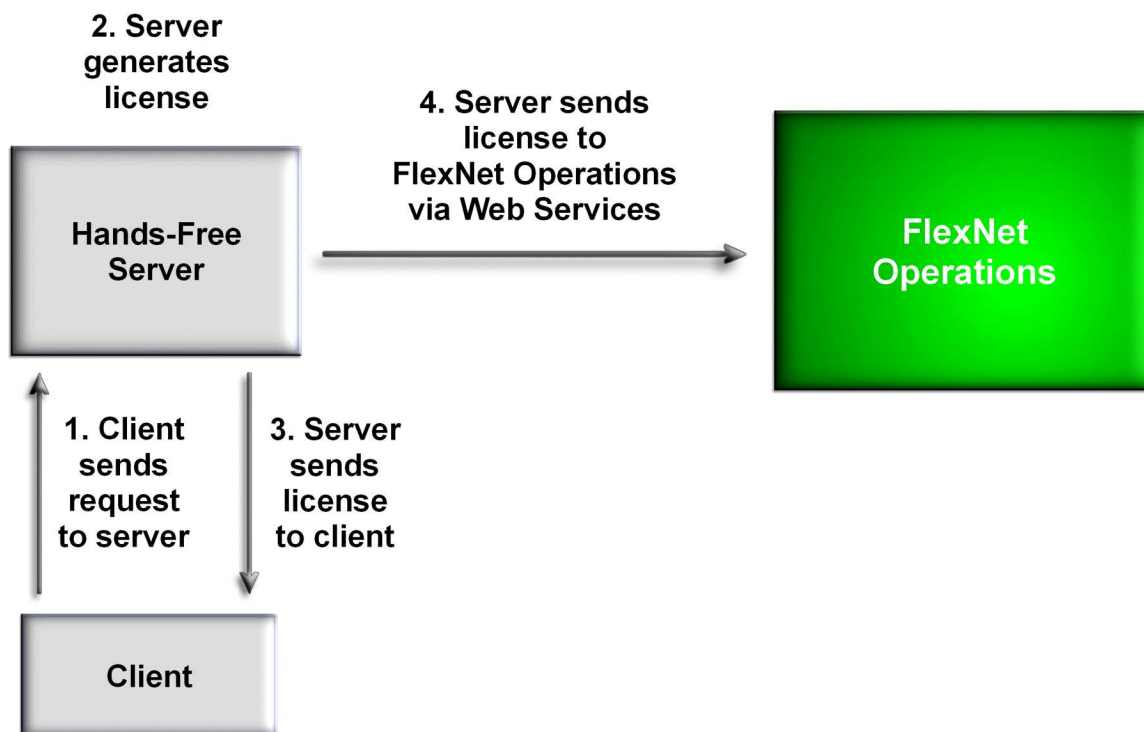 2. Server
generates
license
4. Server sends
license to
FlexNet Operations
via Web Services
Hands-Free
Server
FlexNet
Operations
1. Client
sends
request
to server
3. Server
sends
license
to client
Client